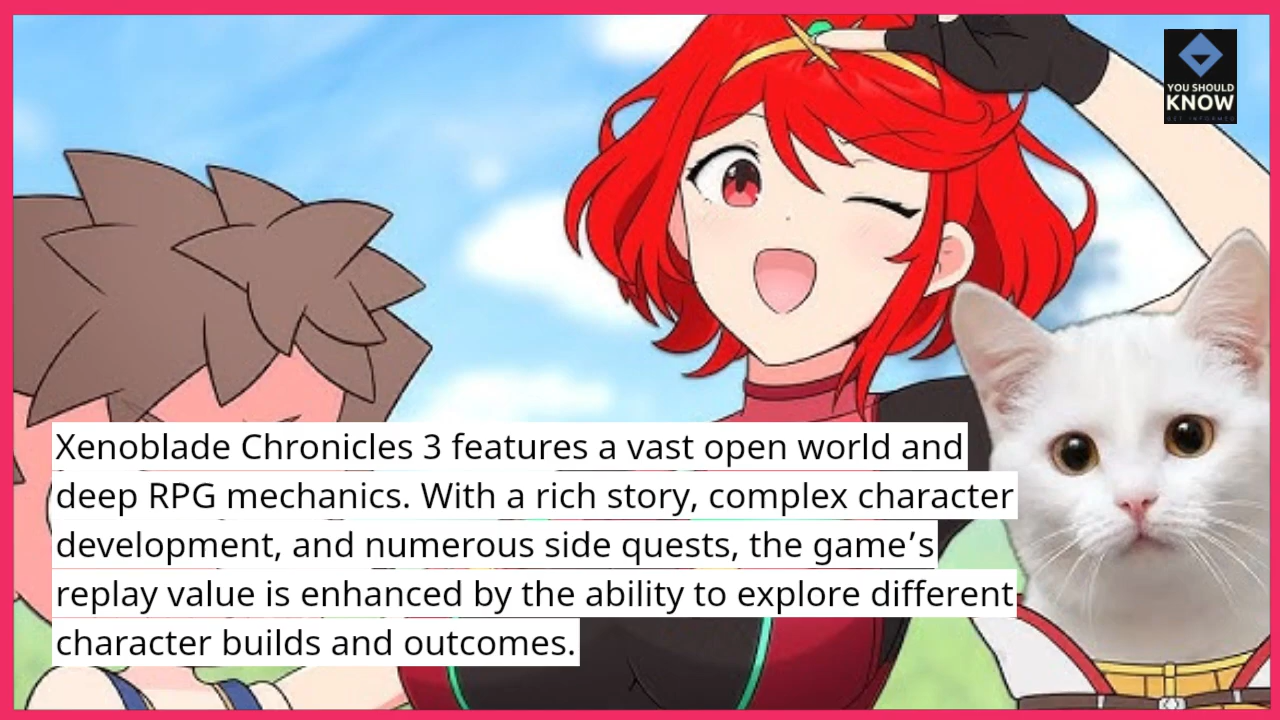 YOU SHOULD
KNOW
GET INFORMED
Xenoblade Chronicles 3 features a vast open world and
deep RPG mechanics. With a rich story, complex character
development, and numerous side quests, the game’s
replay value is enhanced by the ability to explore different
character builds and outcomes.